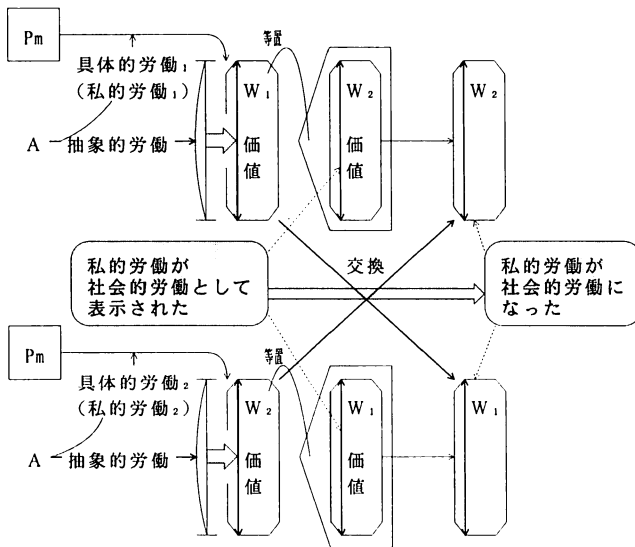 Pm
等置
具体的労働₁
(私的労働₁)
W₁
W₂
W₂
A 抽象的労働
価値
価値
私的労働が
社会的労働として
表示された
交換
私的労働が
社会的労働に
なった
Pm
等置
具体的労働₂
(私的労働₂)
W₂
W₁
W₁
A 抽象的労働
価値
価値